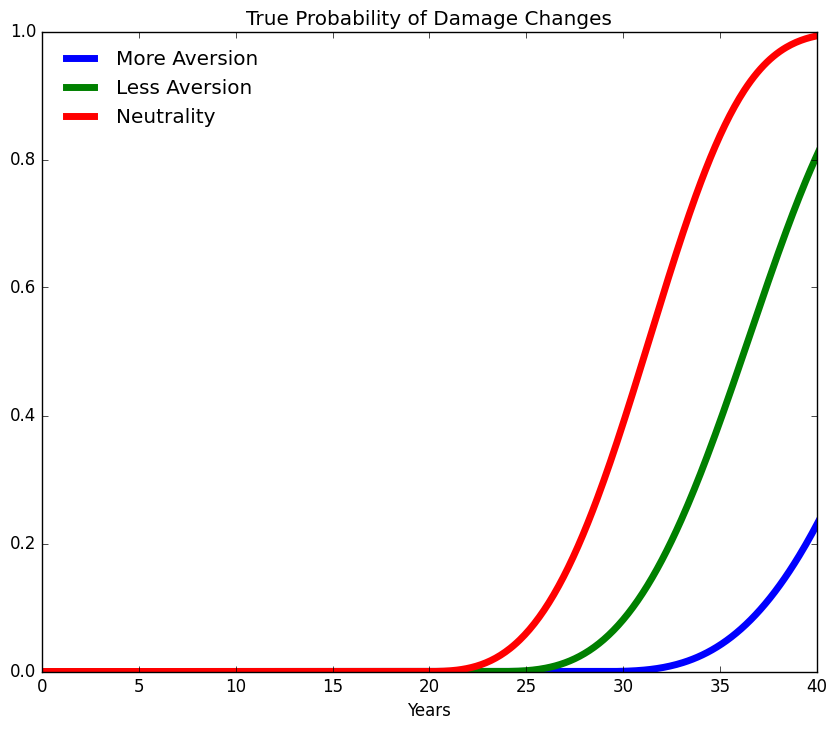 True Probability of Damage Changes
1.0
More Aversion
Less Aversion
Neutrality
0.8
0.6
0.4
0.2
0.0
0 5 10 15 20 25 30 35 40
Years